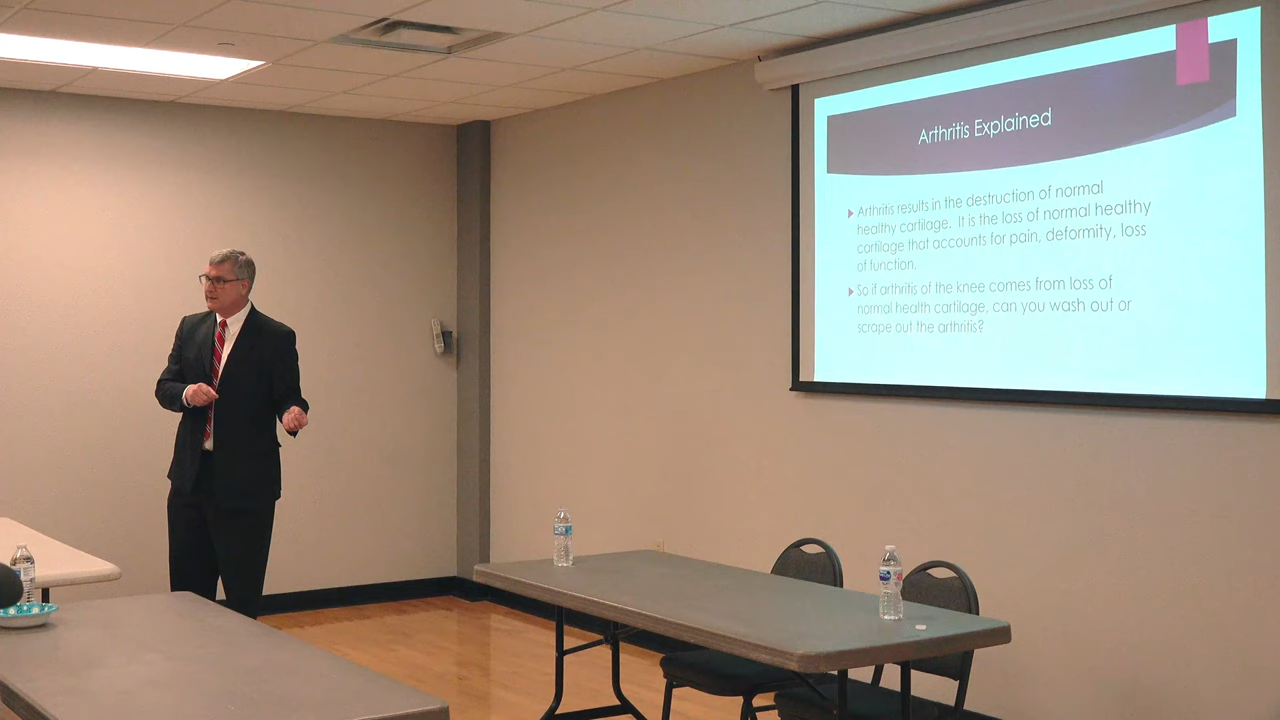 Arthritis Explained
Arthritis results in the destruction of normal
healthy cartilage. It is the loss of normal healthy
cartilage that accounts for pain, deformity, loss
of function.
So if arthritis of the knee comes from loss of
normal health cartilage, can you wash out or
scrape out the arthritis?